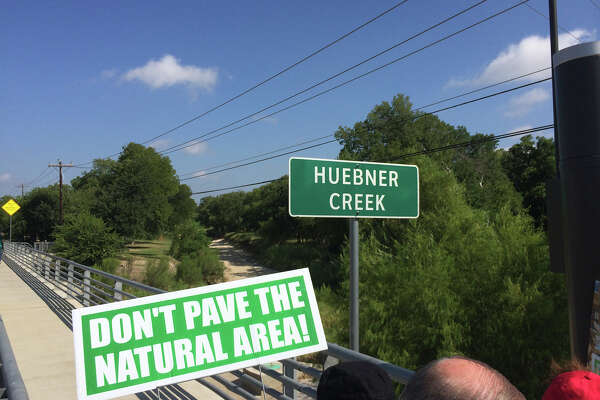 HUEBNER
CREEK
DON'T PAVE THE
NATURAL AREA!